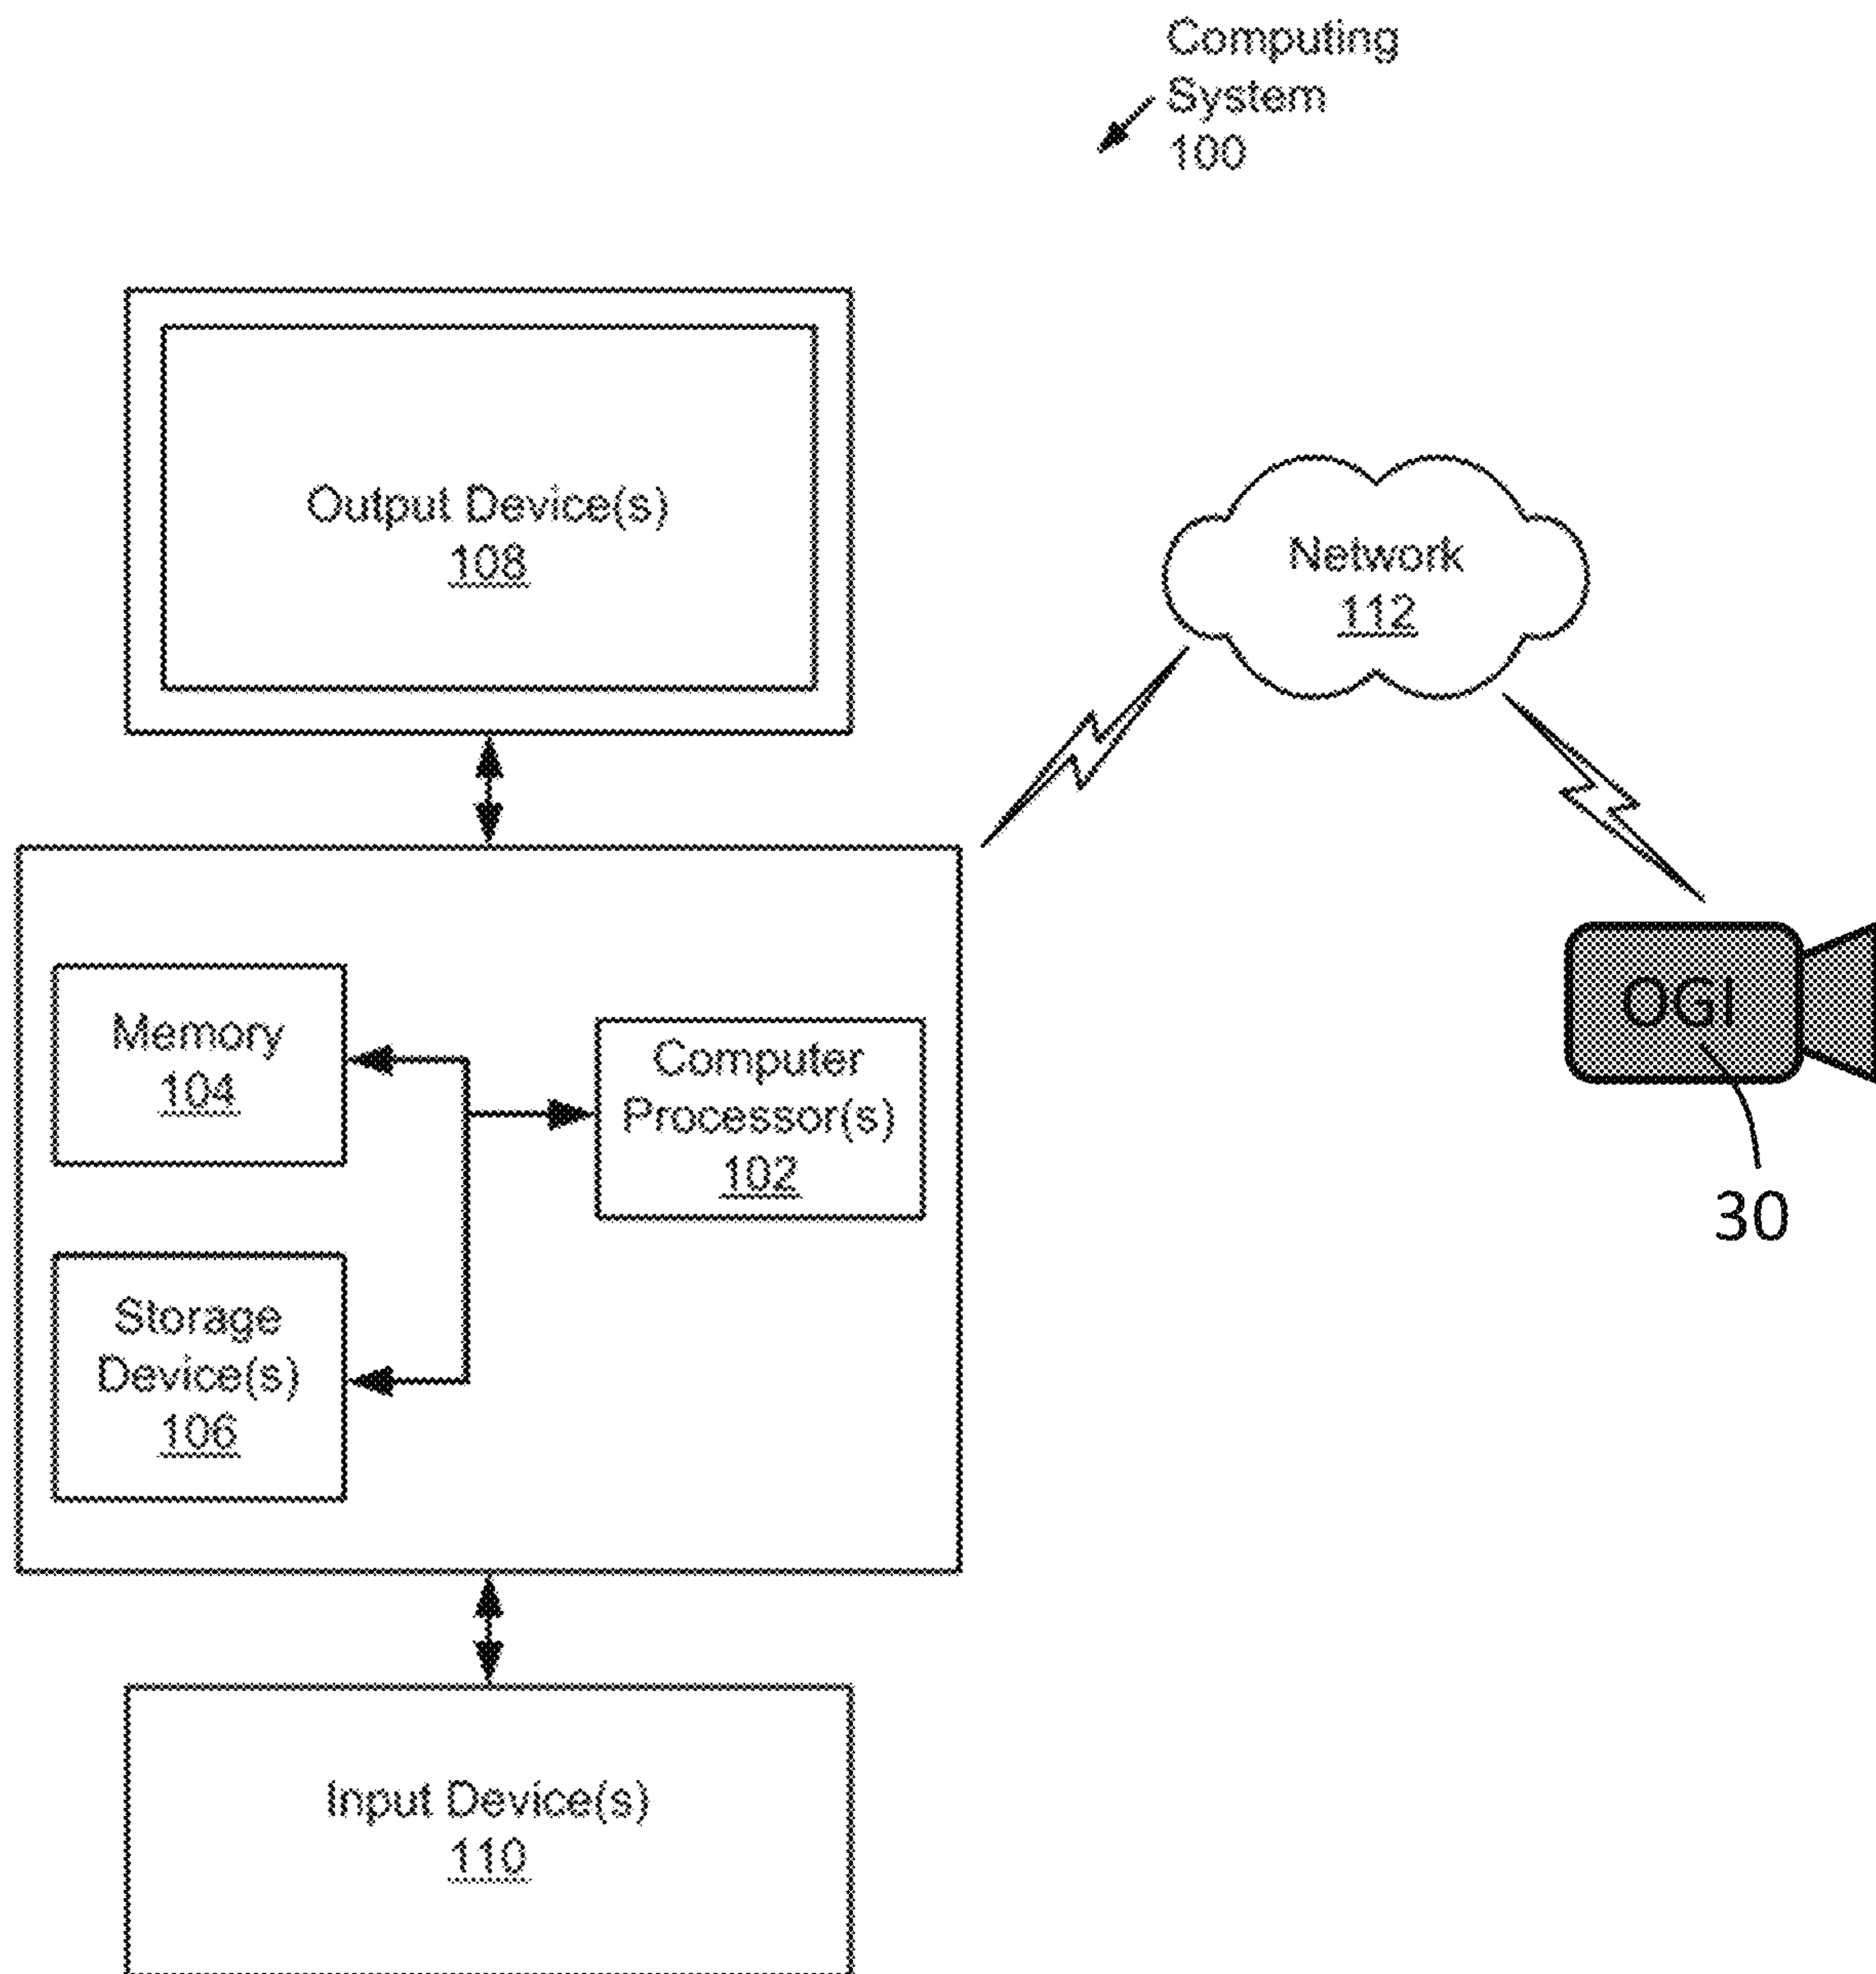 Computing
System
100
Output Device(s)
108
Network
112
Memory
104
Computer
Processor(s)
102
OGI
30
Storage
Device(s)
106
Input Device(s)
110